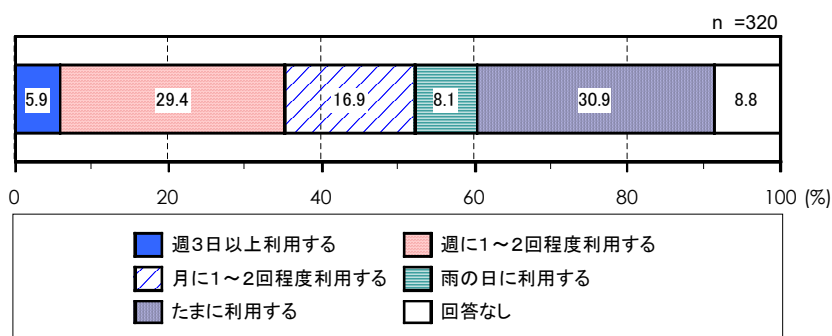 n =320
5.9 29.4 16.9 8.1 30.9 8.8
0 20 40 60 80 100 (%)
週3日以上利用する 週に1～2回程度利用する
月に1～2回程度利用する 雨の日に利用する
たまに利用する 回答なし